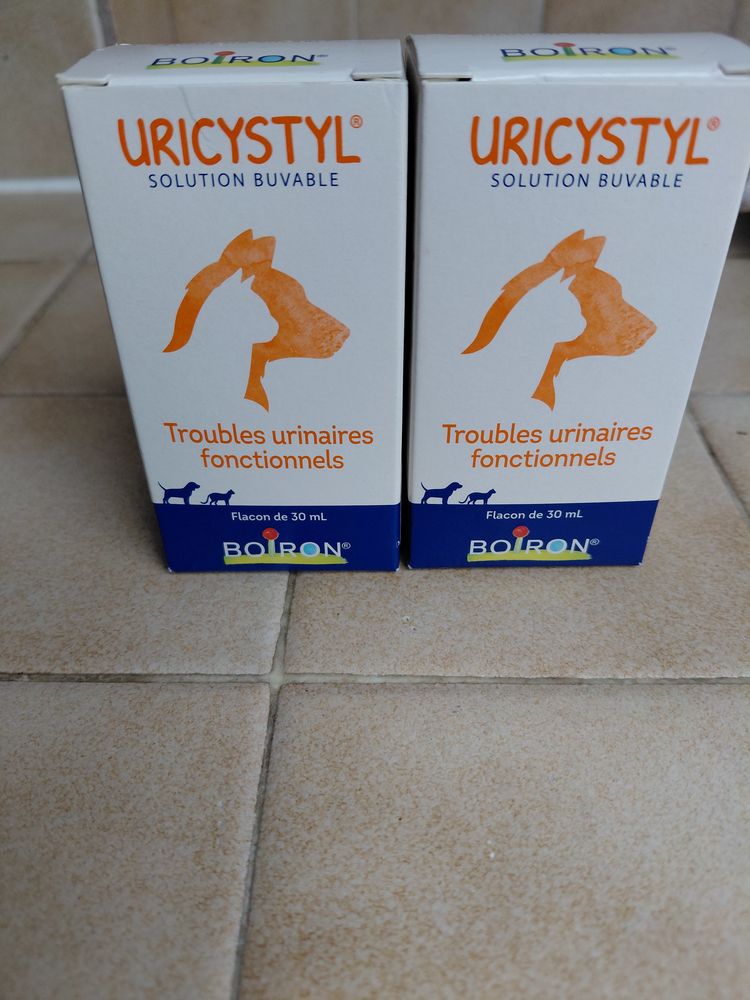 BOIRON®
URICYSTYL®
SOLUTION BUVABLE
Troubles urinaires
fonctionnels
Flacon de 30 mL
BOIRON®
BOIRON®
URICYSTYL®
SOLUTION BUVABLE
Troubles urinaires
fonctionnels
Flacon de 30 mL
BOIRON®